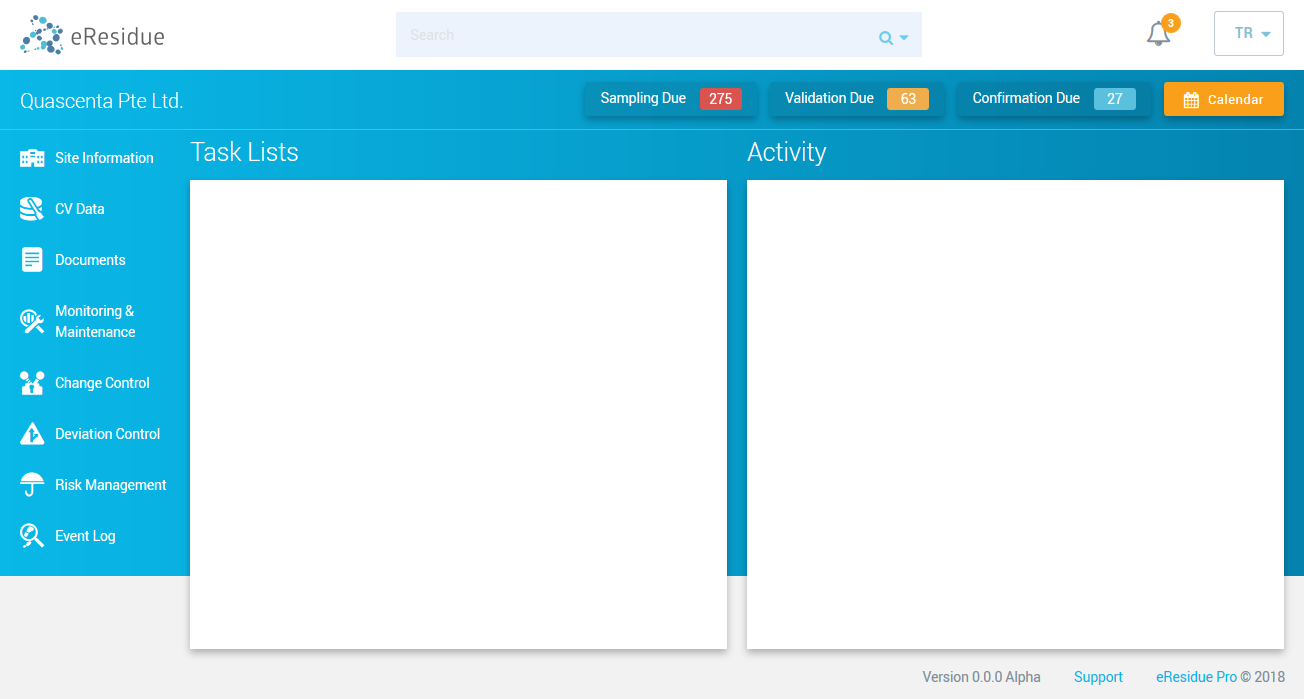 eResidue
Search
3
TR
Quascenta Pte Ltd.
Sampling Due 275
Validation Due 63
Confirmation Due 27
Calendar
Site Information
CV Data
Documents
Monitoring &
Maintenance
Change Control
Deviation Control
Risk Management
Event Log
Task Lists
Activity
Version 0.0.0 Alpha
Support
eResidue Pro © 2018